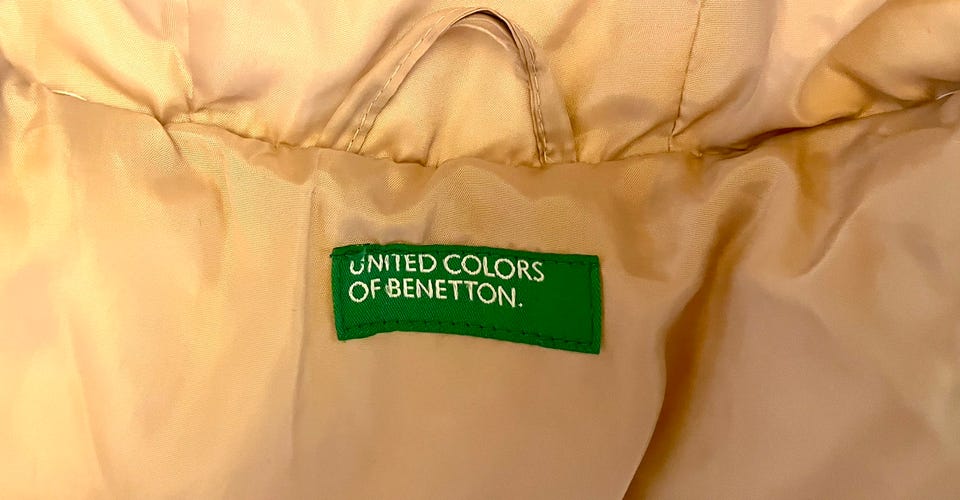 UNITED COLORS
OF BENETTON.